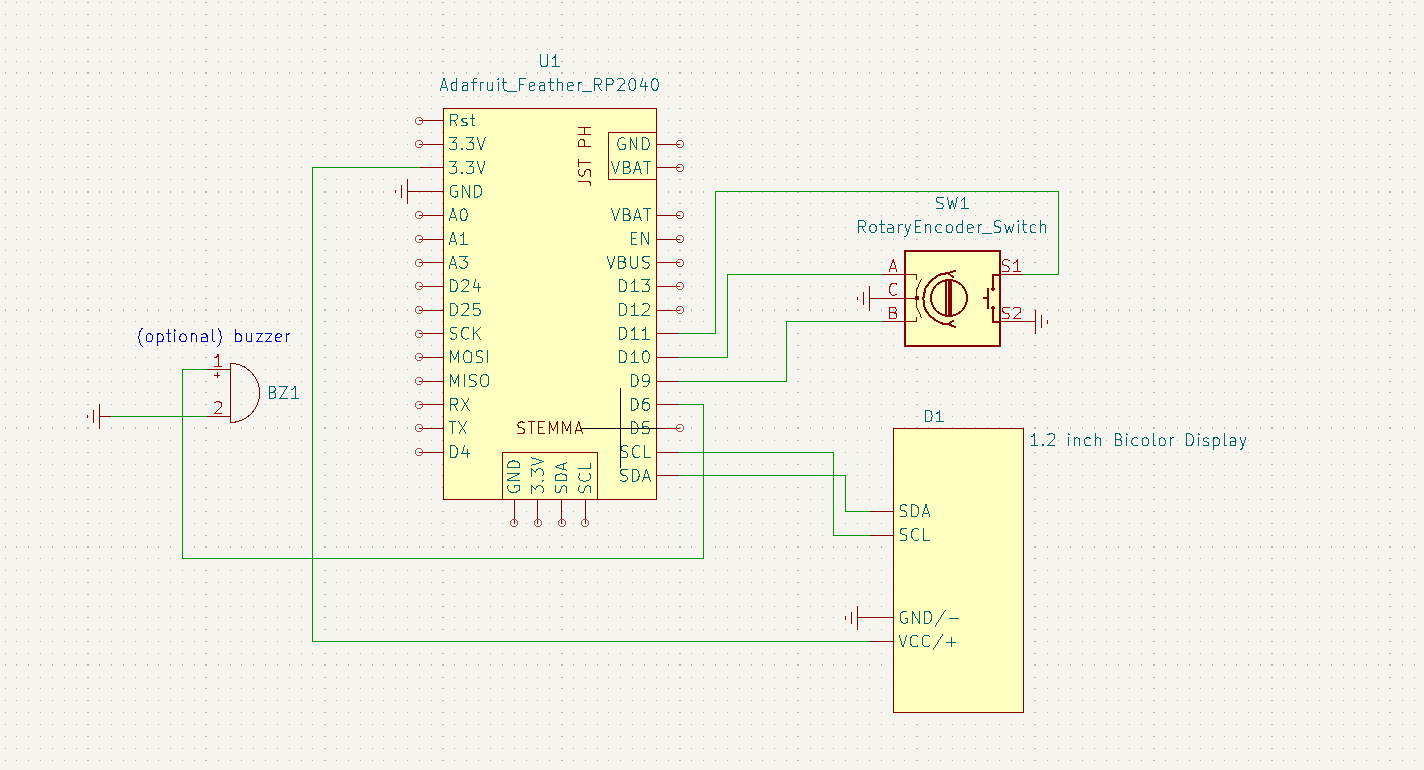 U1
Adafruit_Feather_RP2040
Rst
3.3V
3.3V
GND
A0
A1
A3
D24
D25
SCK
MOSI
MISO
RX
TX
D4
JST PH
GND
VBAT
VBAT
EN
VBUS
D13
D12
D11
D10
D9
D6
D5
SCL
SDA
STEMMA
GND
3.3V
SDA
SCL
SW1
RotaryEncoder_Switch
A
C
B
S1
S2
(optional) buzzer
1
+
2
BZ1
D1
1.2 inch Bicolor Display
SDA
SCL
GND/-
VCC/+